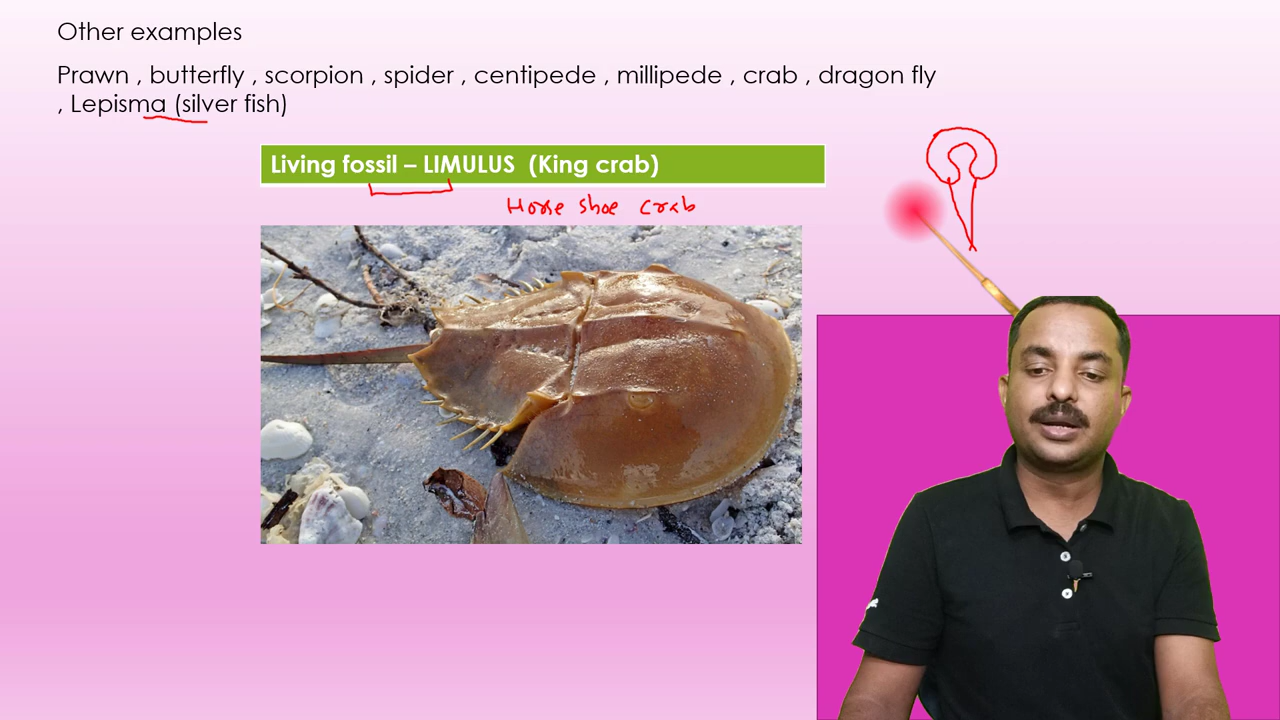 Other examples
Prawn , butterfly , scorpion , spider , centipede , millipede , crab , dragon fly
, Lepisma (silver fish)
Living fossil – LIMULUS (King crab)
Horse shoe crab